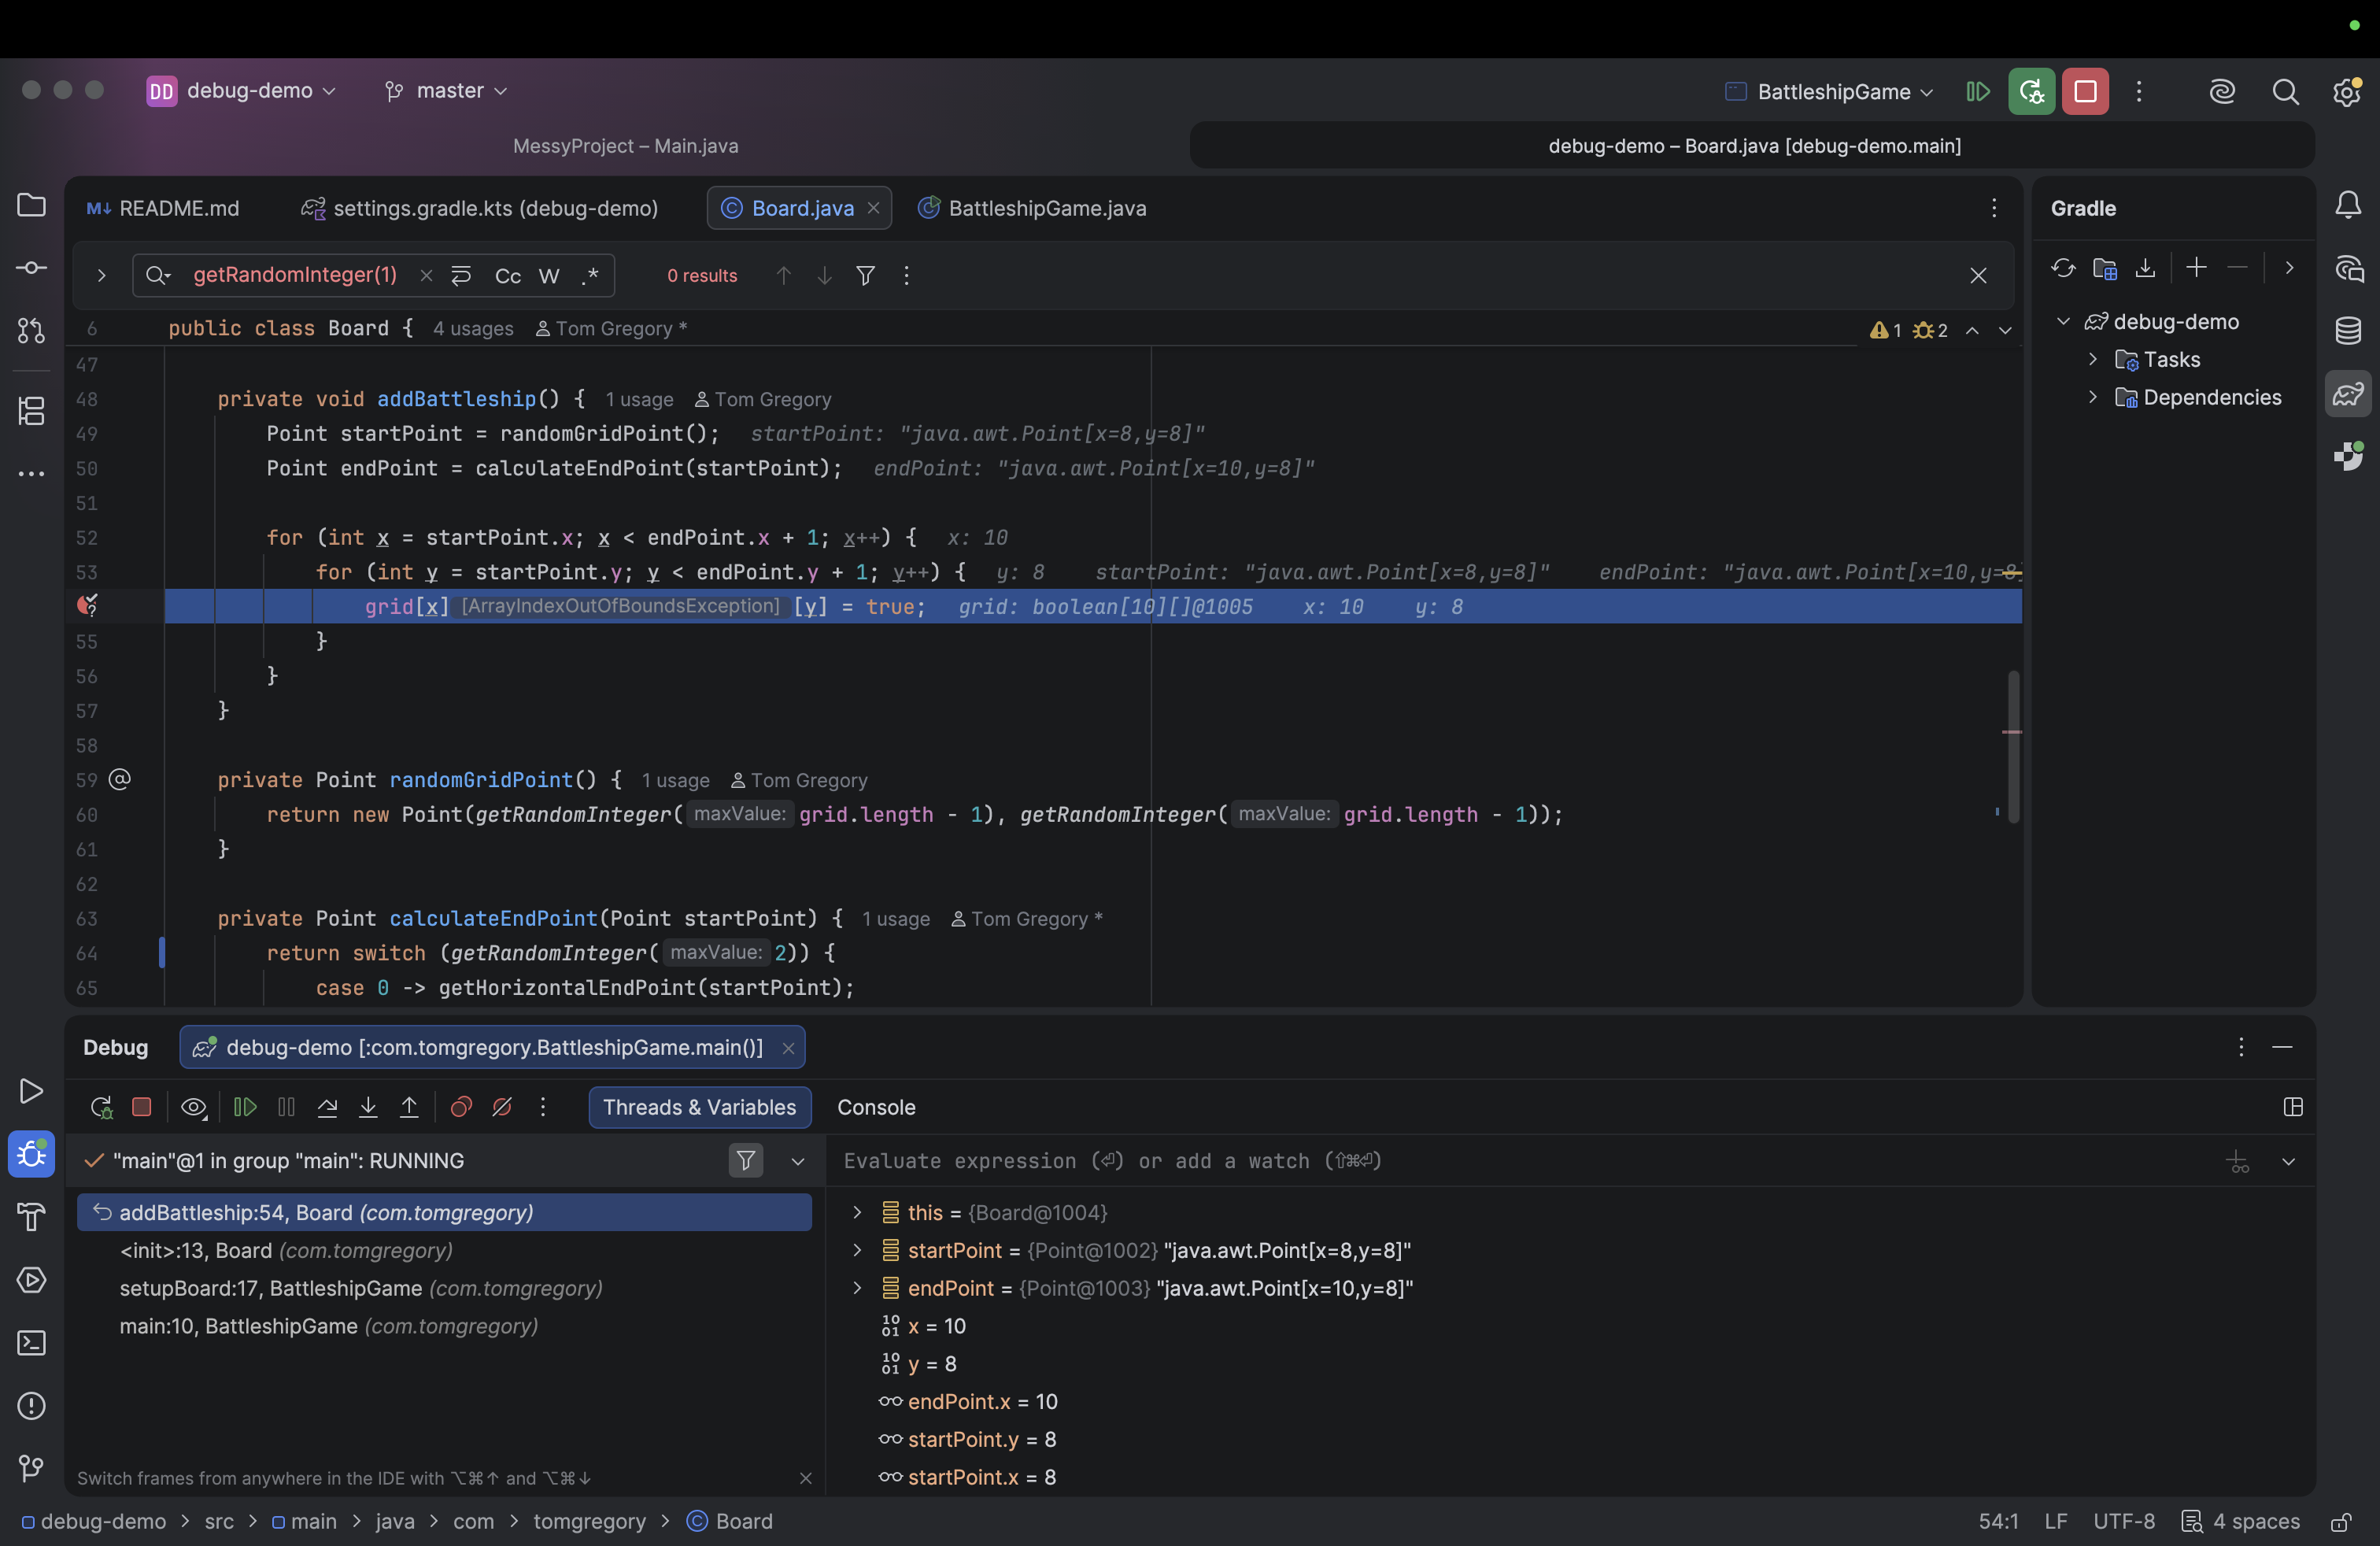 DD debug-demo master BattleshipGame
MessyProject – Main.java debug-demo – Board.java [debug-demo.main]
M↓ README.md settings.gradle.kts (debug-demo) Board.java BattleshipGame.java
Gradle
getRandomInteger(1) Cc W .* 0 results
6 public class Board { 4 usages Tom Gregory *
1 2
debug-demo
Tasks
Dependencies
47
48 private void addBattleship() { 1 usage Tom Gregory
49 Point startPoint = randomGridPoint(); startPoint: "java.awt.Point[x=8,y=8]"
50 Point endPoint = calculateEndPoint(startPoint); endPoint: "java.awt.Point[x=10,y=8]"
51
52 for (int x = startPoint.x; x < endPoint.x + 1; x++) { x: 10
53 for (int y = startPoint.y; y < endPoint.y + 1; y++) { y: 8 startPoint: "java.awt.Point[x=8,y=8]" endPoint: "java.awt.Point[x=10,y=8]
grid[x] [ArrayIndexOutOfBoundsException] [y] = true; grid: boolean[10][]@1005 x: 10 y: 8
55 }
56 }
57 }
58
59 private Point randomGridPoint() { 1 usage Tom Gregory
60 return new Point(getRandomInteger( maxValue: grid.length - 1), getRandomInteger( maxValue: grid.length - 1));
61 }
62
63 private Point calculateEndPoint(Point startPoint) { 1 usage Tom Gregory *
64 return switch (getRandomInteger( maxValue: 2)) {
65 case 0 -> getHorizontalEndPoint(startPoint);
Debug debug-demo [:com.tomgregory.BattleshipGame.main()]
Threads & Variables Console
"main"@1 in group "main": RUNNING
addBattleship:54, Board (com.tomgregory)
<init>:13, Board (com.tomgregory)
setupBoard:17, BattleshipGame (com.tomgregory)
main:10, BattleshipGame (com.tomgregory)
Switch frames from anywhere in the IDE with ⌥⌘↑ and ⌥⌘↓
Evaluate expression (⏎) or add a watch (⇧⌘⏎)
this = {Board@1004}
startPoint = {Point@1002} "java.awt.Point[x=8,y=8]"
endPoint = {Point@1003} "java.awt.Point[x=10,y=8]"
x = 10
y = 8
endPoint.x = 10
startPoint.y = 8
startPoint.x = 8
debug-demo > src > main > java > com > tomgregory > Board
54:1 LF UTF-8 4 spaces